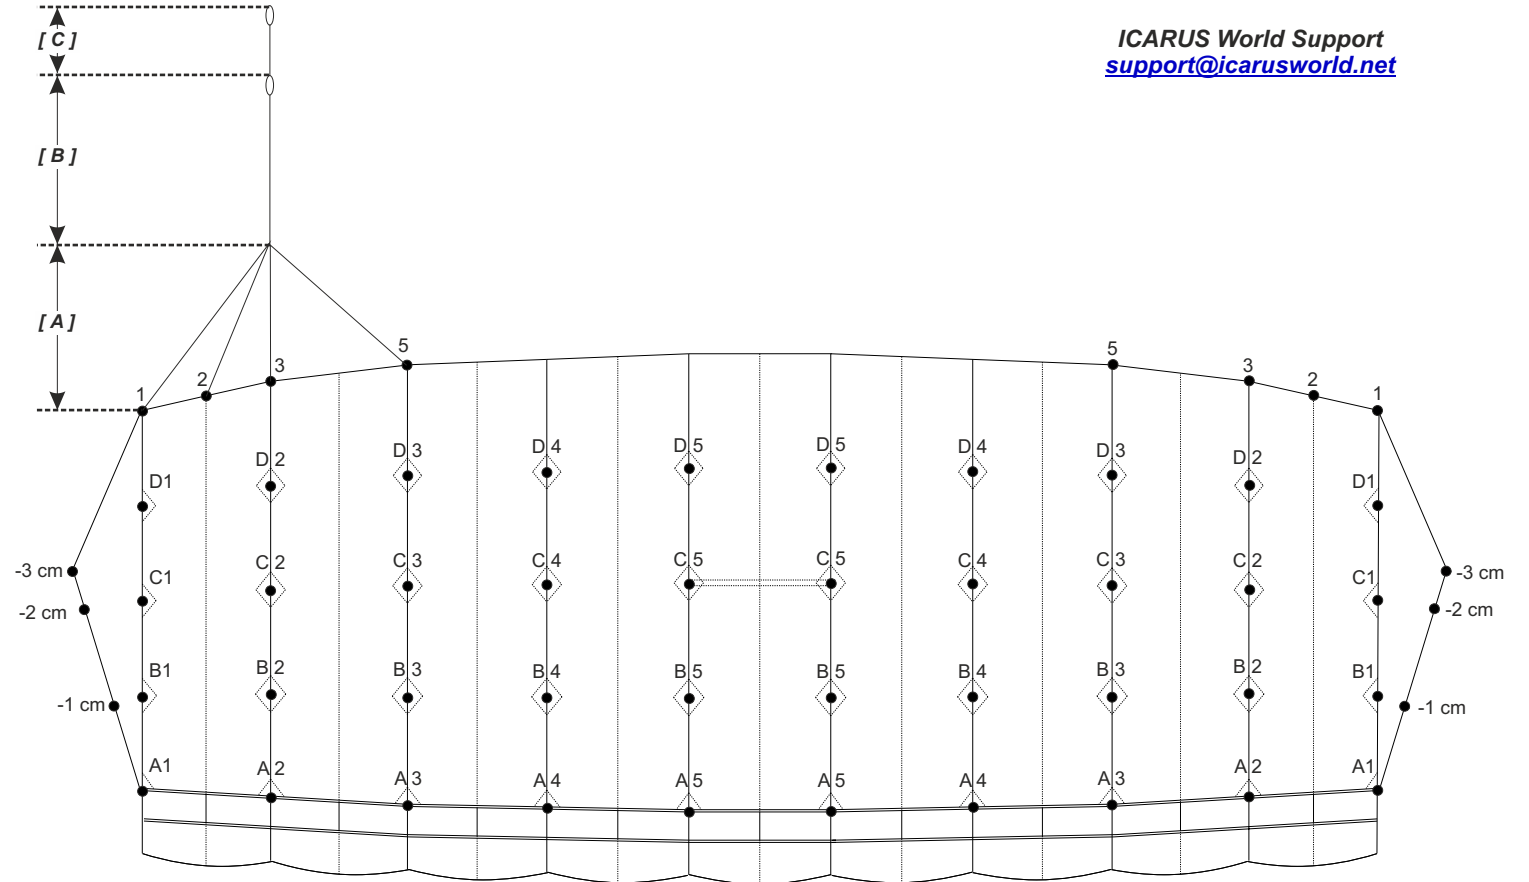 [ C ]
ICARUS World Support
support@icarusworld.net
[ B ]
[ A ]
5 5
3 3
2 2
1 1
D 2 D 3 D 4 D 5 D 5 D 4 D 3 D 2
D1 D1
C 2 C 3 C 4 C 5 C 5 C 4 C 3 C 2
-3 cm -3 cm
C1 C1
-2 cm -2 cm
B1 B 2 B 3 B 4 B 5 B 5 B 4 B 3 B 2 B1
-1 cm -1 cm
A1 A 2 A 3 A 4 A 5 A 5 A 4 A 3 A 2 A1